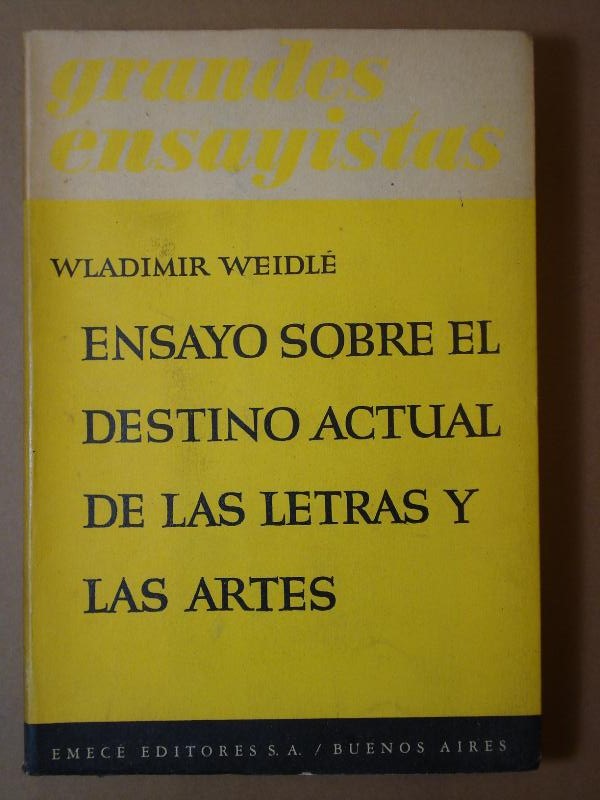 grandes
ensayistas
WLADIMIR WEIDLÉ
ENSAYO SOBRE EL
DESTINO ACTUAL
DE LAS LETRAS Y
LAS ARTES
EMECÉ EDITORES S. A. / BUENOS AIRES